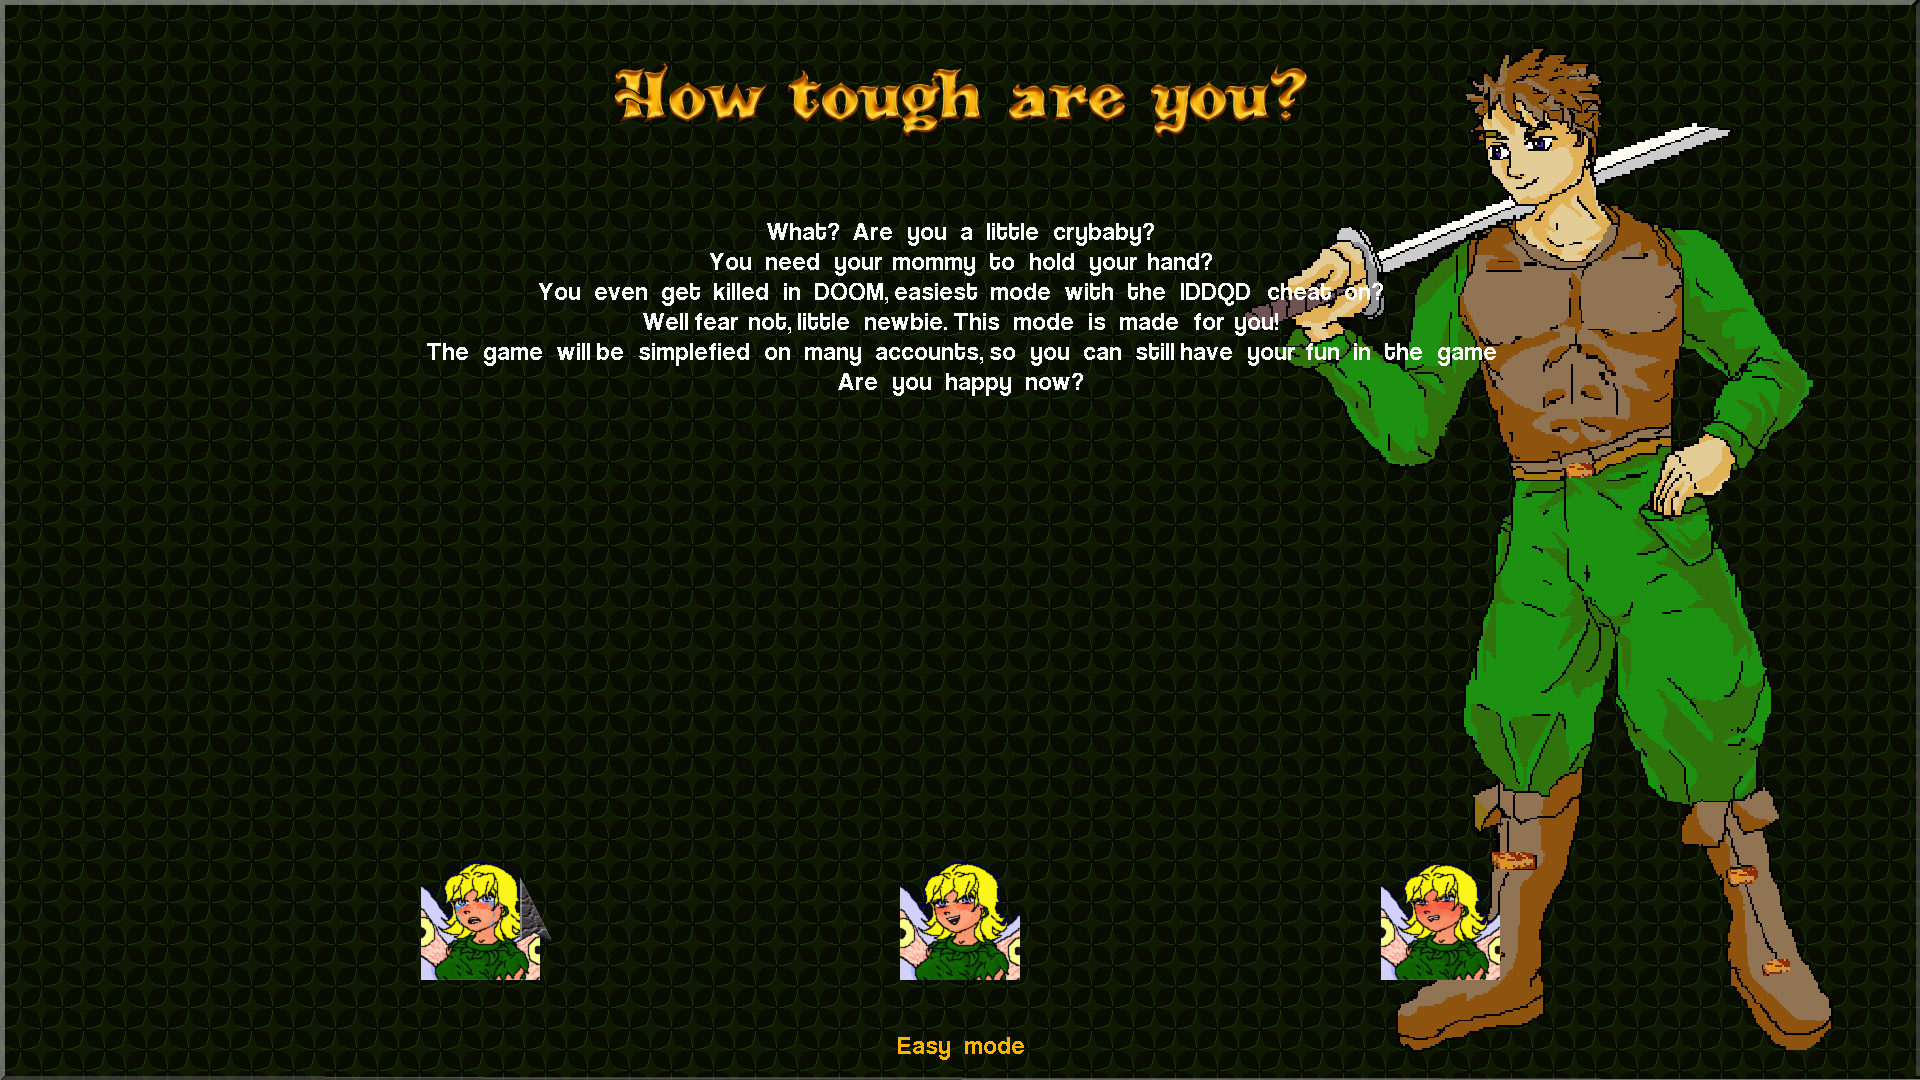 How tough are you?
What? Are you a little crybaby?
You need your mommy to hold your hand?
You even get killed in DOOM, easiest mode with the IDDQD cheat on?
Well fear not, little newbie. This mode is made for you!
The game will be simplefied on many accounts, so you can still have your fun in the game
Are you happy now?
Easy mode